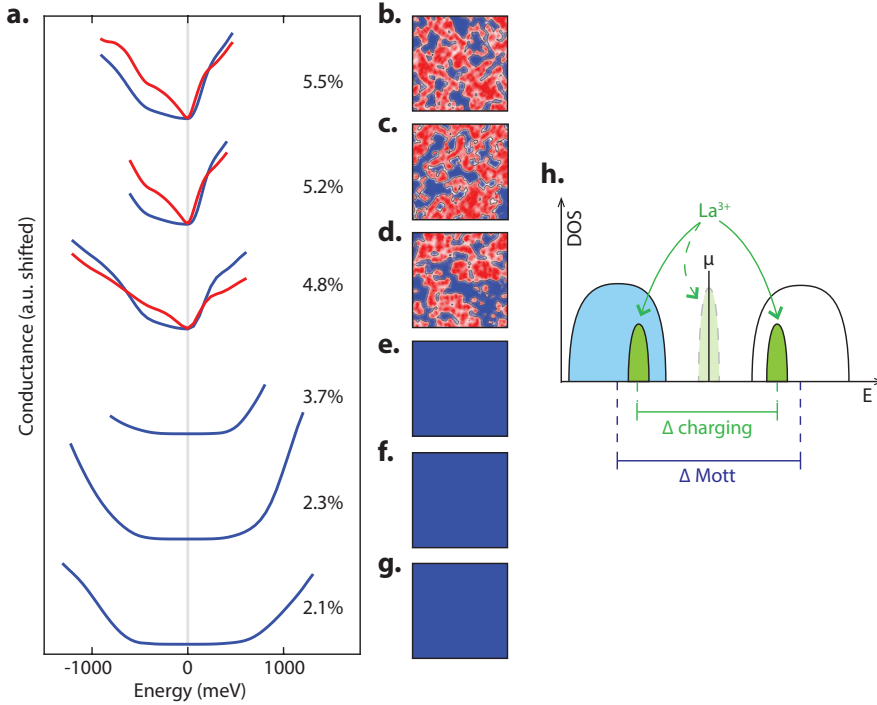 a.
Conductance (a.u. shifted)
5.5%
5.2%
4.8%
3.7%
2.3%
2.1%
-1000
0
1000
Energy (meV)
b.
c.
d.
e.
f.
g.
h.
DOS
La³⁺
μ
E
Δ charging
Δ Mott